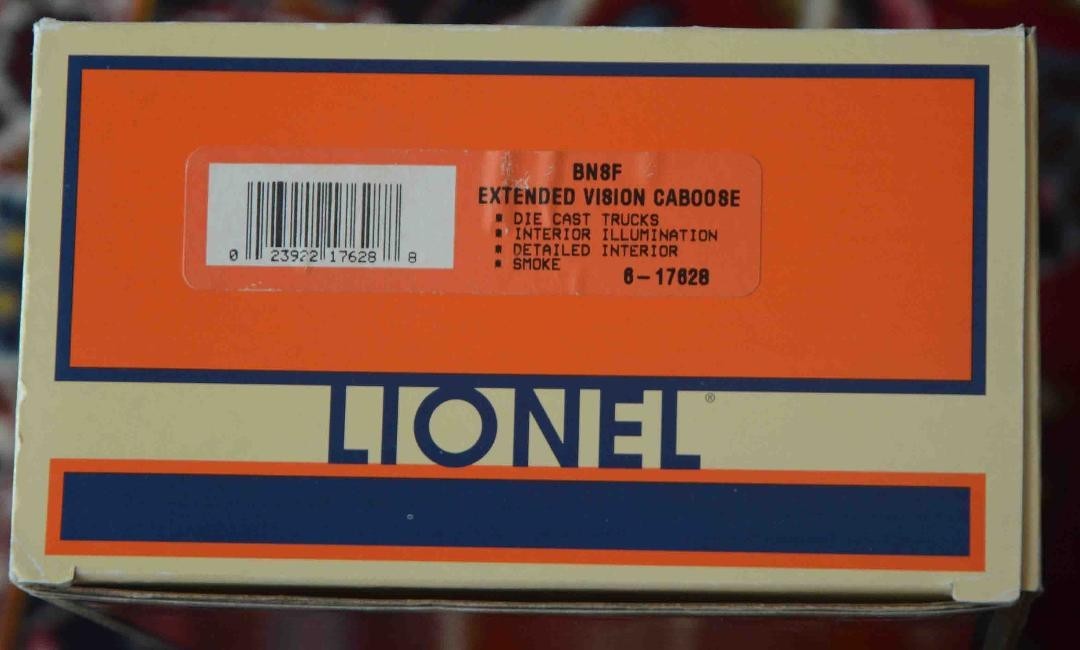 BNSF
EXTENDED VISION CABOOSE
▪ DIE CAST TRUCKS
▪ INTERIOR ILLUMINATION
▪ DETAILED INTERIOR
▪ SMOKE
6-17628
0 23922 17628 8
LIONEL®